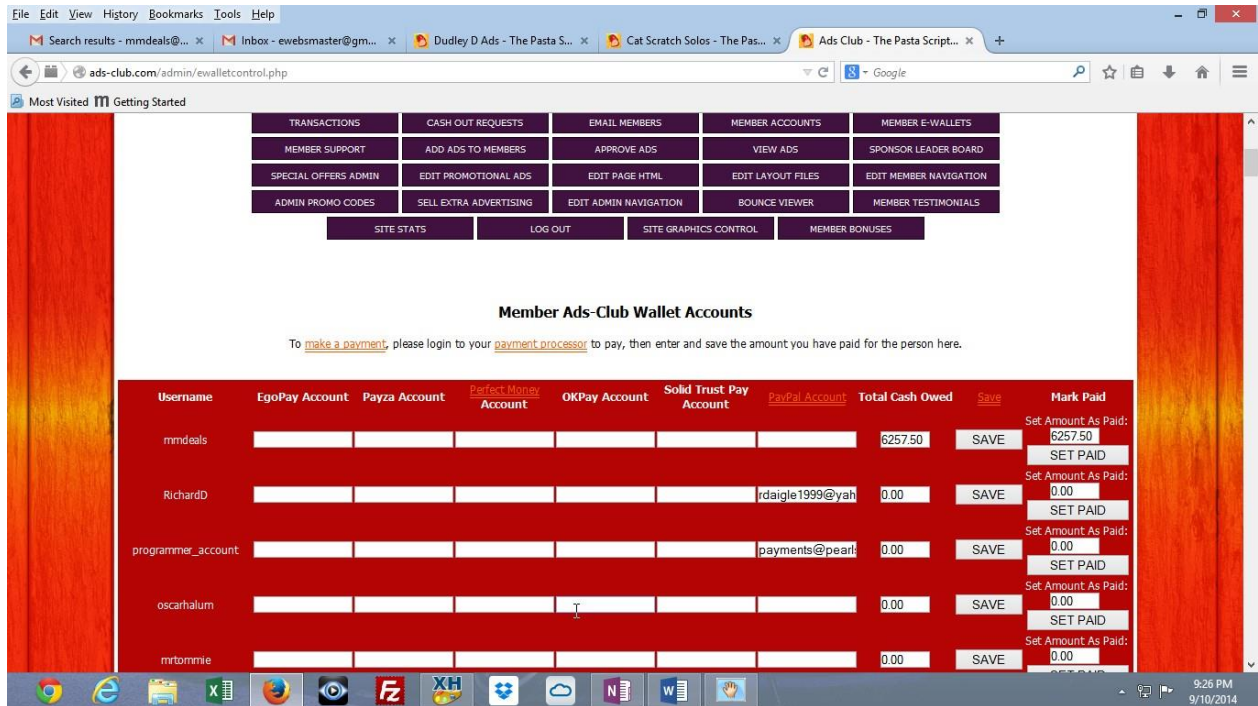 File Edit View History Bookmarks Tools Help
Search results - mmdeals@... × Inbox - ewebsmaster@gm... × Dudley D Ads - The Pasta S... × Cat Scratch Solos - The Pas... × Ads Club - The Pasta Script... × +
ads-club.com/admin/ewalletcontrol.php Google
Most Visited Getting Started
TRANSACTIONS CASH OUT REQUESTS EMAIL MEMBERS MEMBER ACCOUNTS MEMBER E-WALLETS
MEMBER SUPPORT ADD ADS TO MEMBERS APPROVE ADS VIEW ADS SPONSOR LEADER BOARD
SPECIAL OFFERS ADMIN EDIT PROMOTIONAL ADS EDIT PAGE HTML EDIT LAYOUT FILES EDIT MEMBER NAVIGATION
ADMIN PROMO CODES SELL EXTRA ADVERTISING EDIT ADMIN NAVIGATION BOUNCE VIEWER MEMBER TESTIMONIALS
SITE STATS LOG OUT SITE GRAPHICS CONTROL MEMBER BONUSES
Member Ads-Club Wallet Accounts
To make a payment, please login to your payment processor to pay, then enter and save the amount you have paid for the person here.
Username EgoPay Account Payza Account Perfect Money Account OKPay Account Solid Trust Pay Account PayPal Account Total Cash Owed Save Mark Paid
Set Amount As Paid:
mmdeals 6257.50 SAVE 6257.50
SET PAID
Set Amount As Paid:
RichardD rdaigle1999@yah 0.00 SAVE 0.00
SET PAID
Set Amount As Paid:
programmer_account payments@pearl 0.00 SAVE 0.00
SET PAID
Set Amount As Paid:
oscarhalum 0.00 SAVE 0.00
SET PAID
Set Amount As Paid:
mrtommie 0.00 SAVE 0.00
9:26 PM
9/10/2014